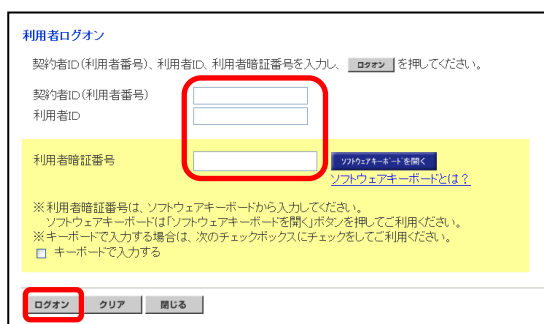 利用者ログオン
契約者ID(利用者番号)、利用者ID、利用者暗証番号を入力し、 ログオン を押してください。
契約者ID(利用者番号)
利用者ID
利用者暗証番号 ソフトウェアキーボードを開く
ソフトウェアキーボードとは?
※利用者暗証番号は、ソフトウェアキーボードから入力してください。
ソフトウェアキーボードは「ソフトウェアキーボードを開く」ボタンを押してご利用ください。
※キーボードで入力する場合は、次のチェックボックスにチェックをしてご利用ください。
キーボードで入力する
ログオン クリア 閉じる